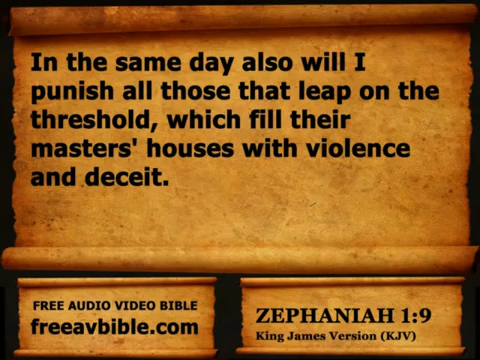 In the same day also will I
punish all those that leap on the
threshold, which fill their
masters' houses with violence
and deceit.
FREE AUDIO VIDEO BIBLE
freeavbible.com
ZEPHANIAH 1:9
King James Version (KJV)